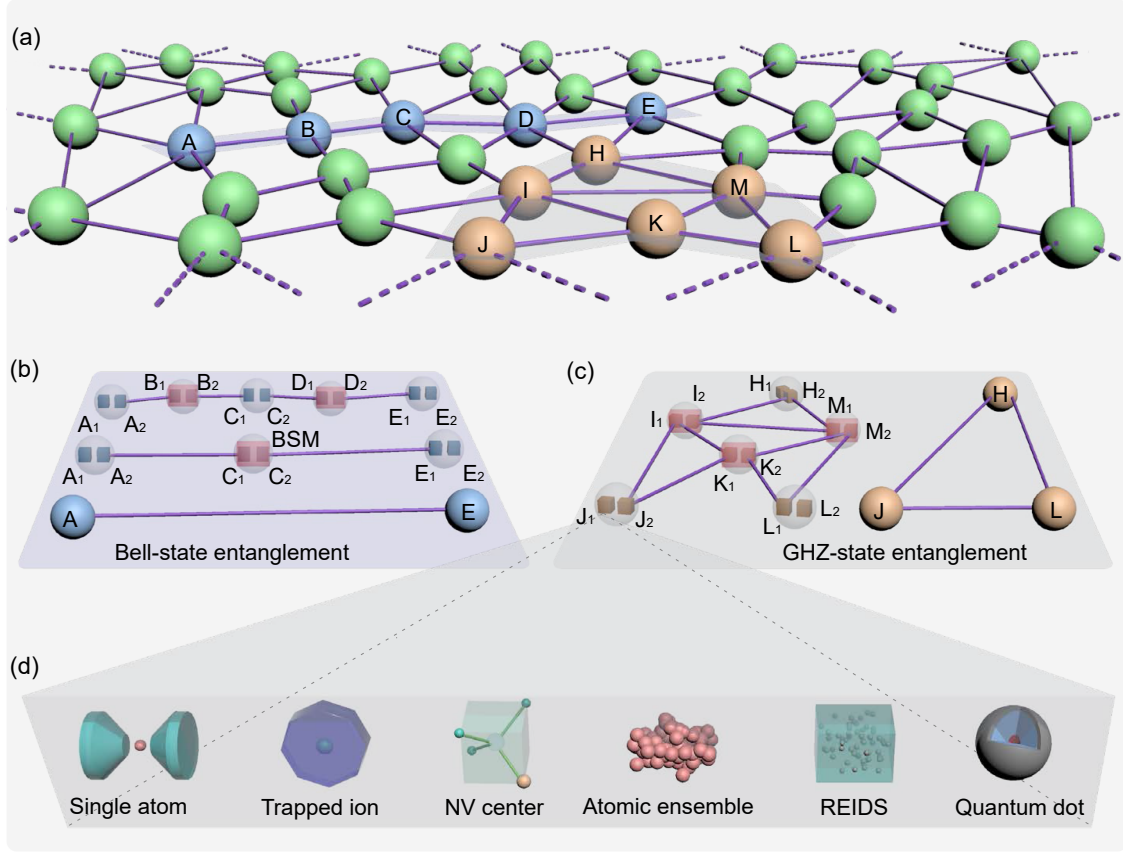 (a)
A
B
C
D
E
H
I
M
K
J
L
(b)
B1 B2 D1 D2
A1 A2 C1 C2 E1 E2
BSM
A1 A2 C1 C2 E1 E2
A E
Bell-state entanglement
(c)
H1 H2
I2
I1
M1
M2
K2
K1
J1 J2
L1 L2
H
J L
GHZ-state entanglement
(d)
Single atom Trapped ion NV center Atomic ensemble REIDS Quantum dot